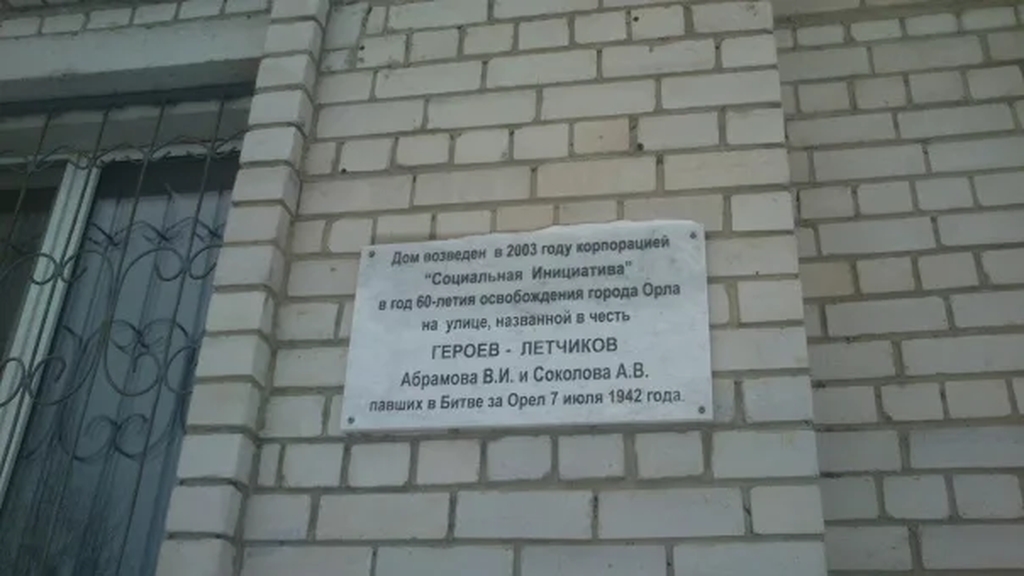 Дом возведен в 2003 году корпорацией
“Социальная Инициатива”
в год 60-летия освобождения города Орла
на улице, названной в честь
ГЕРОЕВ - ЛЕТЧИКОВ
Абрамова В.И. и Соколова А.В.
павших в Битве за Орел 7 июля 1942 года.